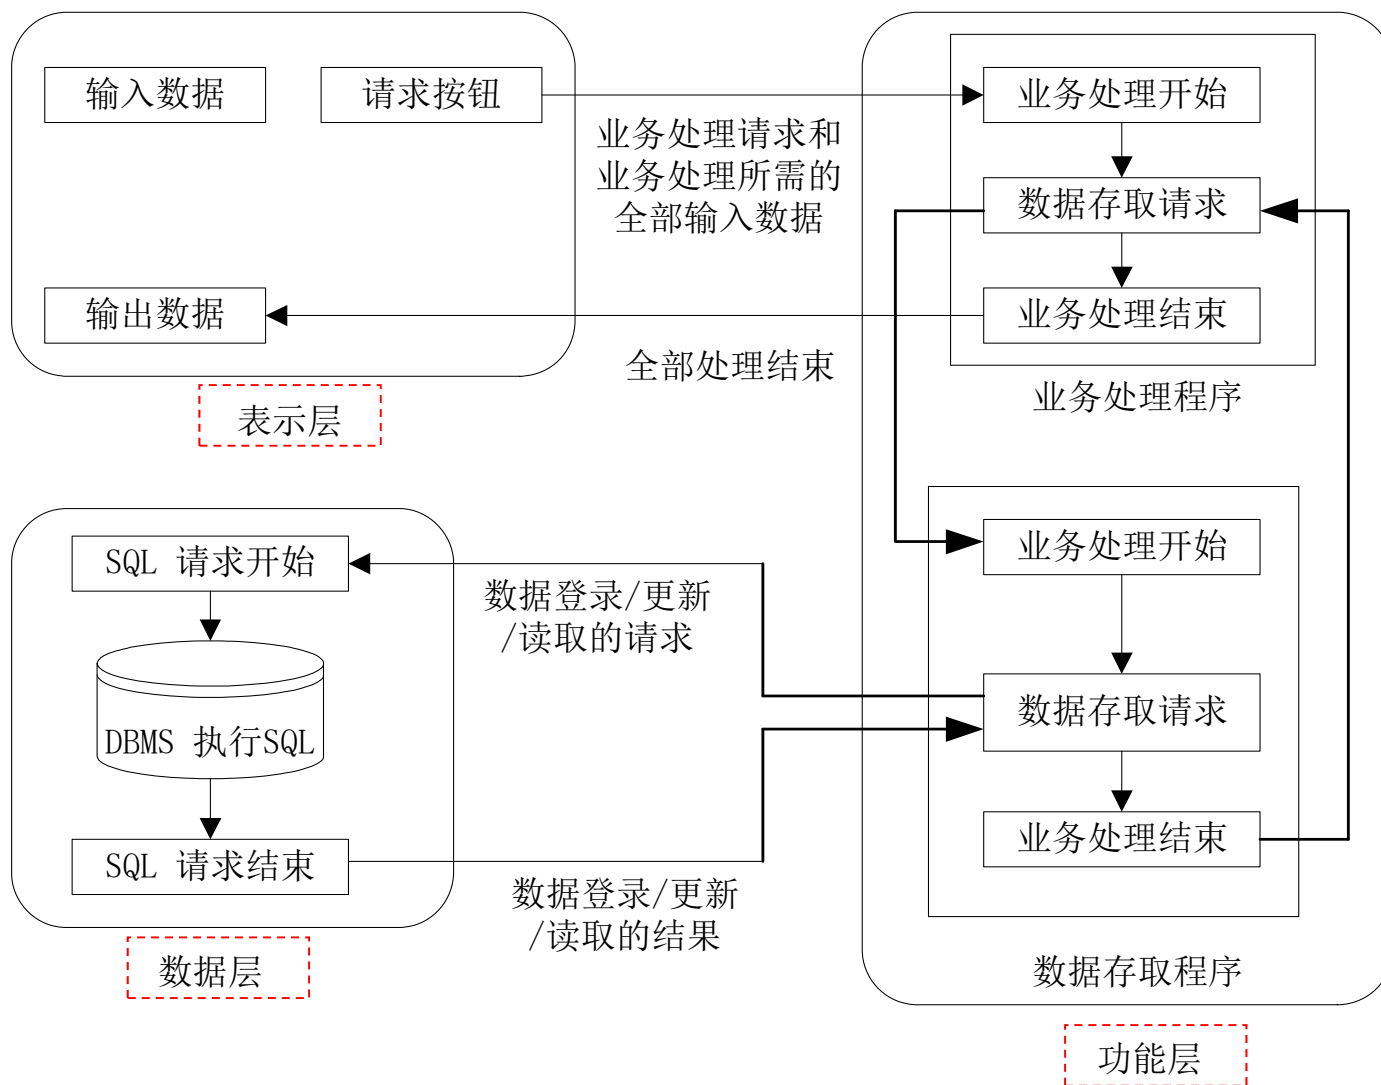 输入数据
请求按钮
业务处理请求和
业务处理所需的
全部输入数据
业务处理开始
数据存取请求
业务处理结束
输出数据
全部处理结束
业务处理程序
表示层
SQL 请求开始
DBMS 执行SQL
SQL 请求结束
数据登录/更新
/读取的请求
数据登录/更新
/读取的结果
业务处理开始
数据存取请求
业务处理结束
数据层
数据存取程序
功能层